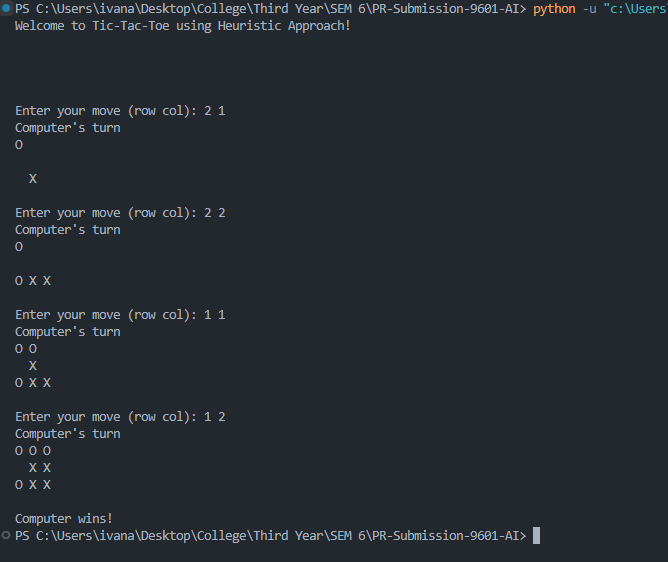 PS C:\Users\ivana\Desktop\College\Third Year\SEM 6\PR-Submission-9601-AI> python -u "c:\Users\
Welcome to Tic-Tac-Toe using Heuristic Approach!
Enter your move (row col): 2 1
Computer's turn
O
X
Enter your move (row col): 2 2
Computer's turn
O
O X X
Enter your move (row col): 1 1
Computer's turn
O O
X
O X X
Enter your move (row col): 1 2
Computer's turn
O O O
X X
O X X
Computer wins!
PS C:\Users\ivana\Desktop\College\Third Year\SEM 6\PR-Submission-9601-AI>